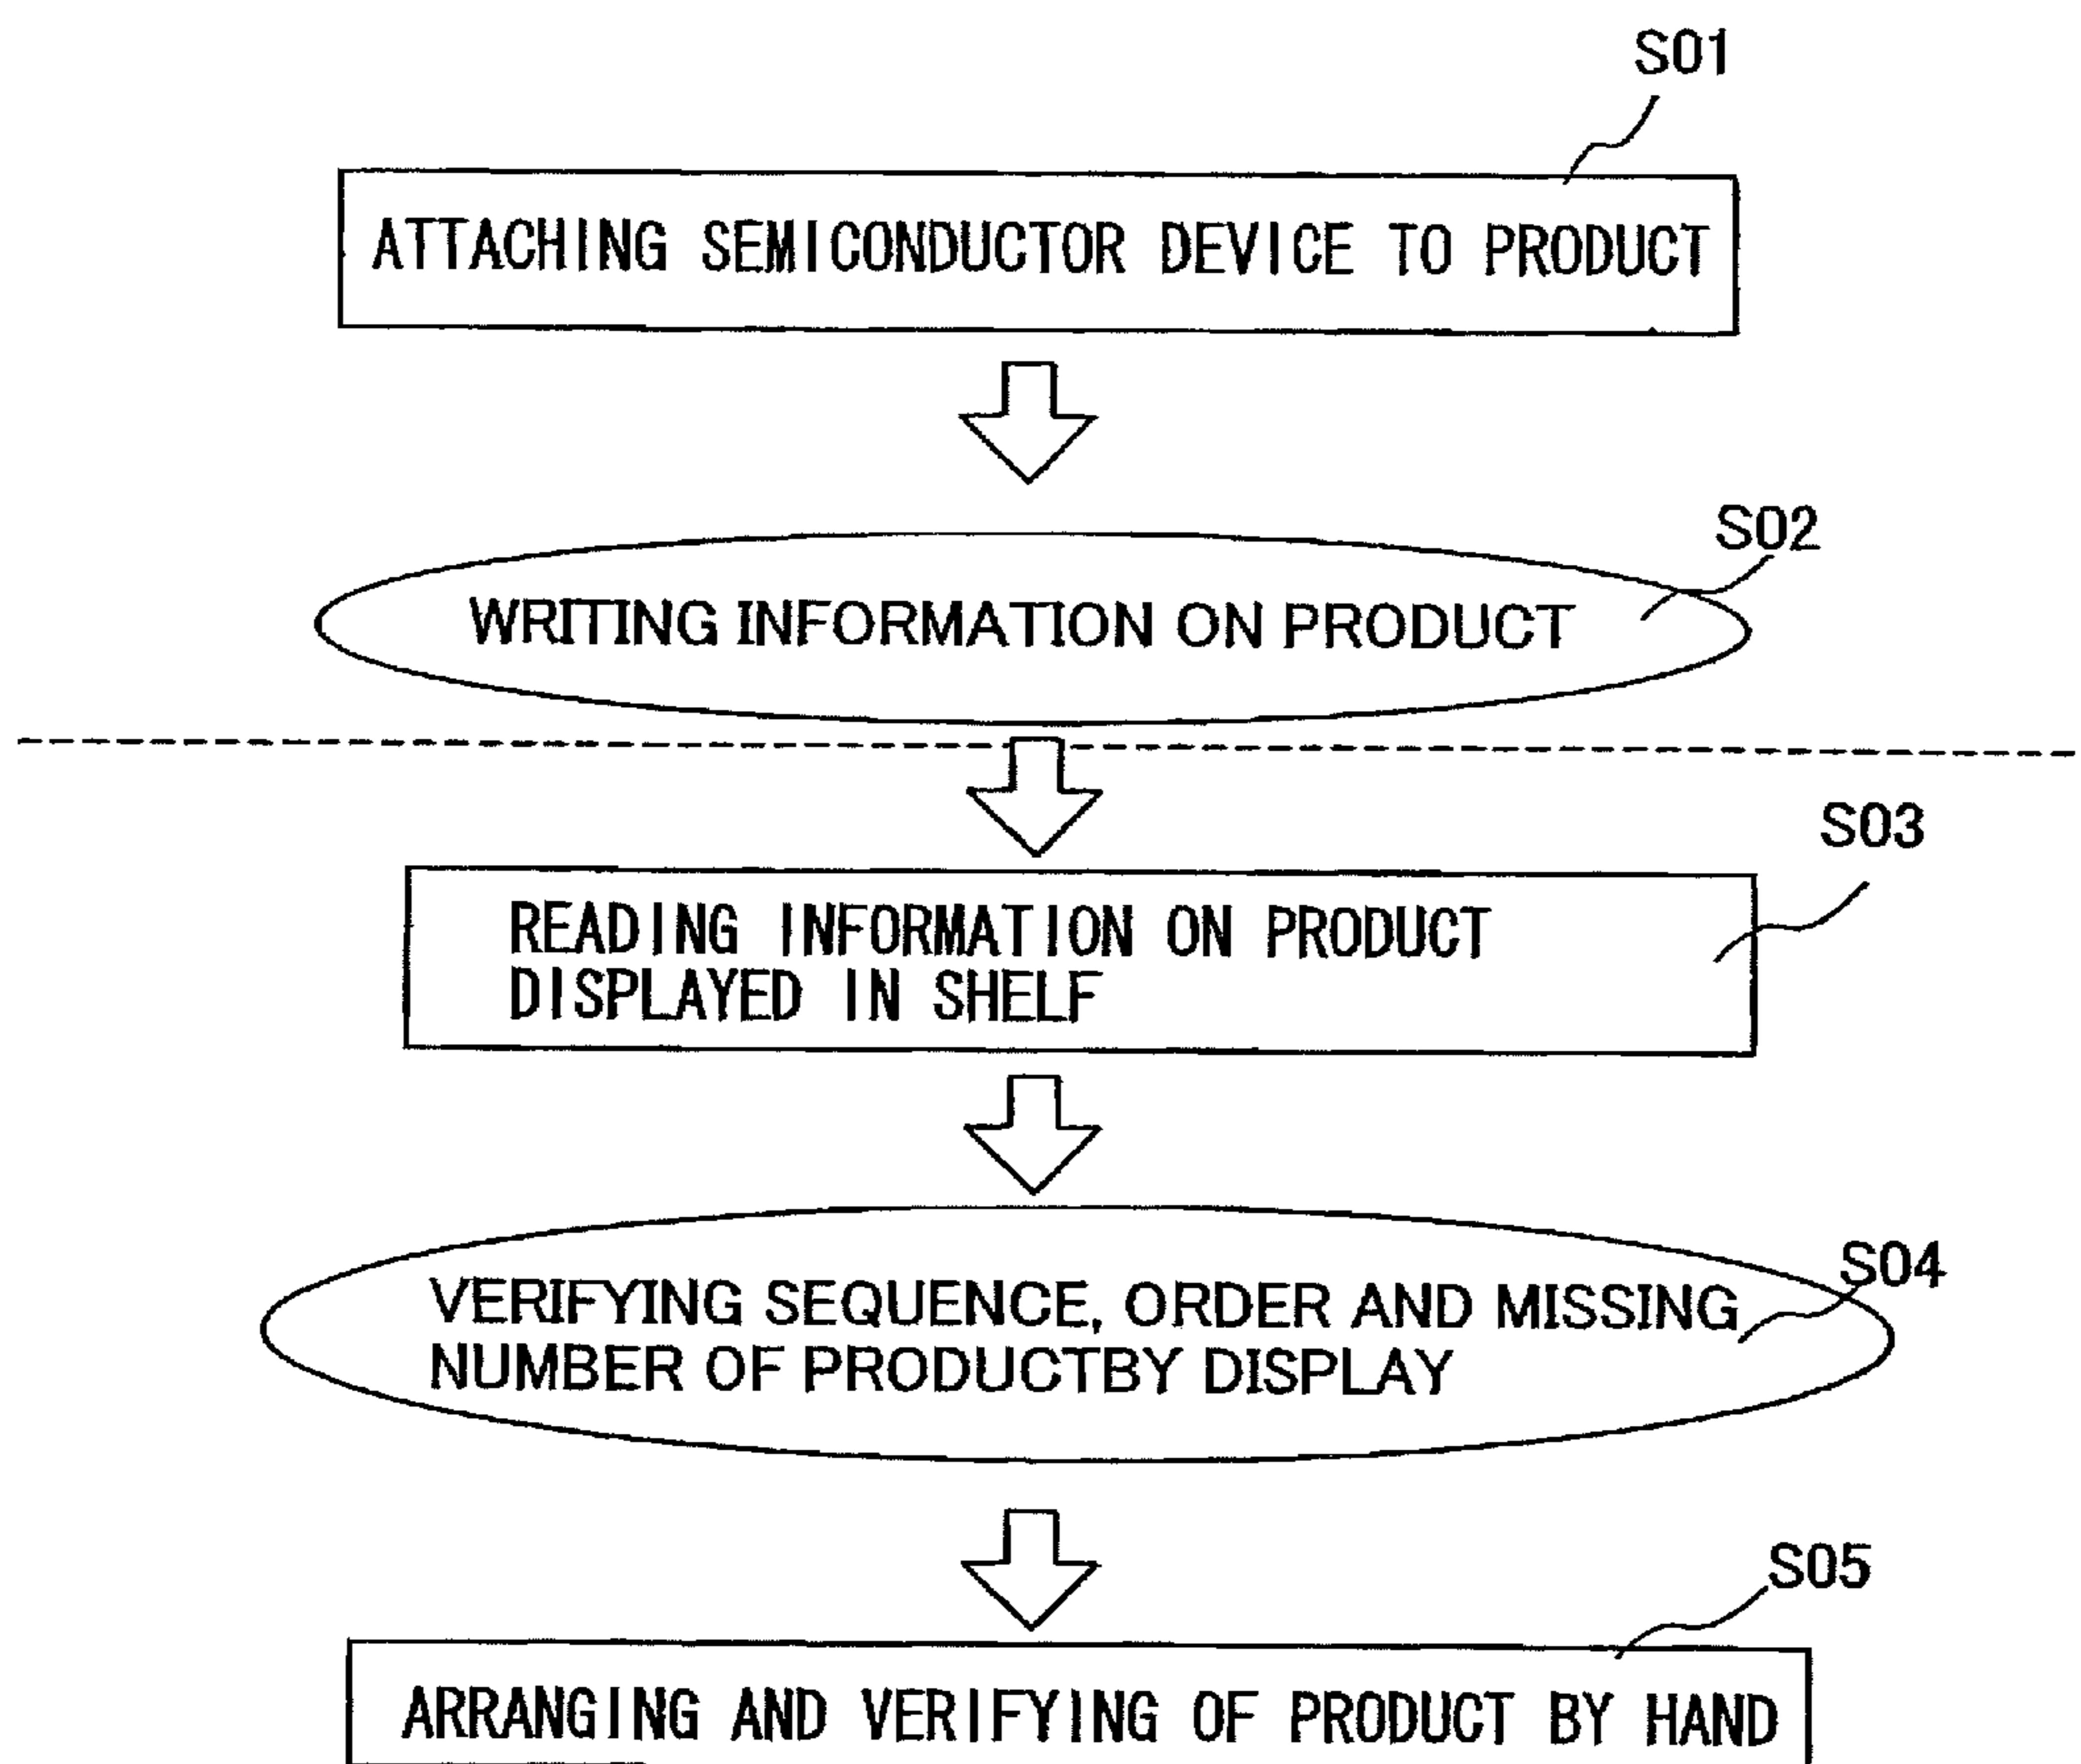 S01
ATTACHING SEMICONDUCTOR DEVICE TO PRODUCT
S02
WRITING INFORMATION ON PRODUCT
S03
READING INFORMATION ON PRODUCT
DISPLAYED IN SHELF
S04
VERIFYING SEQUENCE, ORDER AND MISSING
NUMBER OF PRODUCTBY DISPLAY
S05
ARRANGING AND VERIFYING OF PRODUCT BY HAND